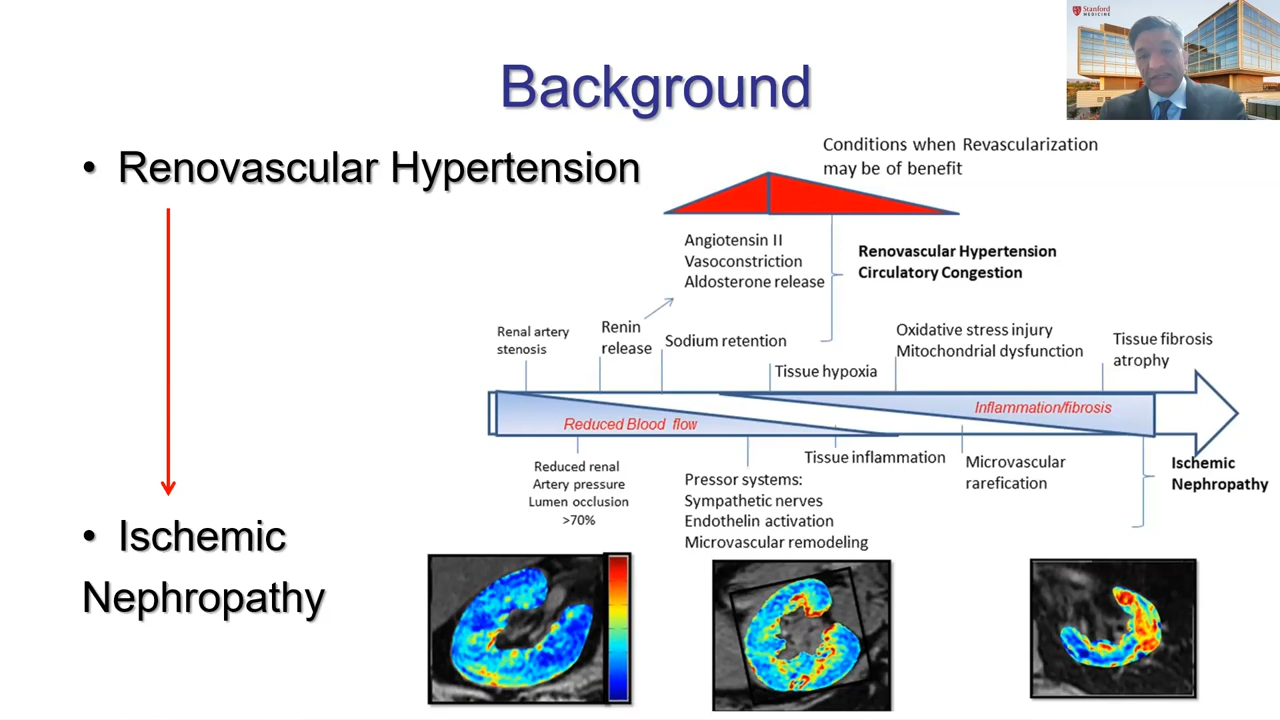 Stanford
MEDICINE
Background
• Renovascular Hypertension
Conditions when Revascularization
may be of benefit
Angiotensin II
Vasoconstriction
Aldosterone release
Renovascular Hypertension
Circulatory Congestion
Renal artery
stenosis
Renin
release
Sodium retention
Tissue hypoxia
Oxidative stress injury
Mitochondrial dysfunction
Tissue fibrosis
atrophy
Reduced Blood flow
Inflammation/fibrosis
Reduced renal
Artery pressure
Lumen occlusion
>70%
Pressor systems:
Sympathetic nerves
Endothelin activation
Microvascular remodeling
Tissue inflammation
Microvascular
rarefication
Ischemic
Nephropathy
• Ischemic
Nephropathy